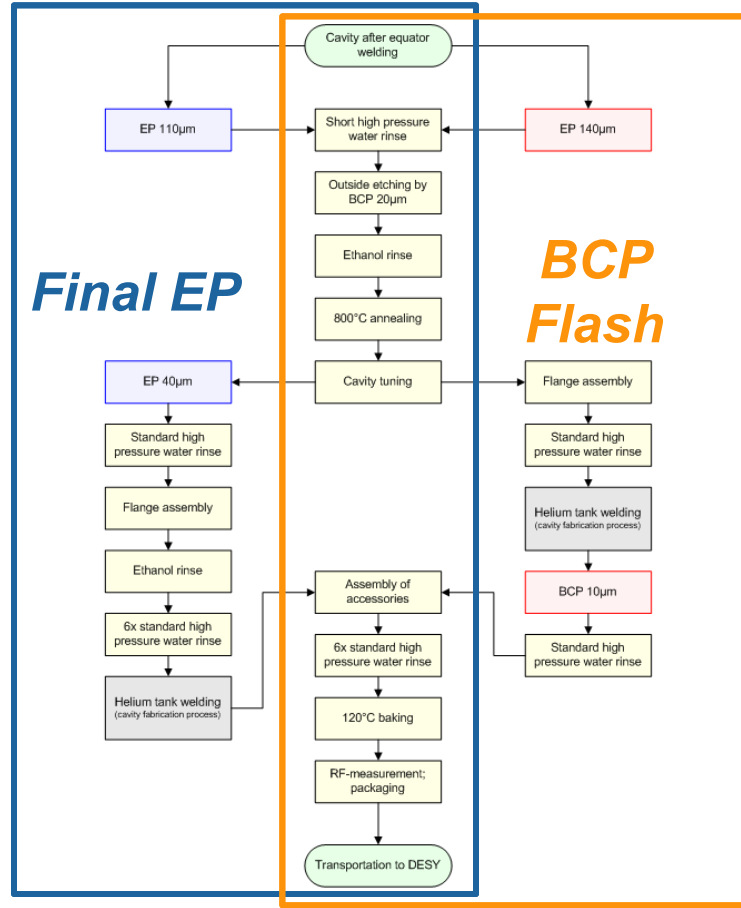 Cavity after equator
welding
EP 110µm
Short high pressure
water rinse
EP 140µm
Outside etching by
BCP 20µm
Ethanol rinse
Final EP
BCP
Flash
800°C annealing
EP 40µm
Cavity tuning
Flange assembly
Standard high
pressure water rinse
Standard high
pressure water rinse
Flange assembly
Helium tank welding
(cavity fabrication process)
Ethanol rinse
Assembly of
accessories
BCP 10µm
6x standard high
pressure water rinse
6x standard high
pressure water rinse
Standard high
pressure water rinse
Helium tank welding
(cavity fabrication process)
120°C baking
RF-measurement;
packaging
Transportation to DESY